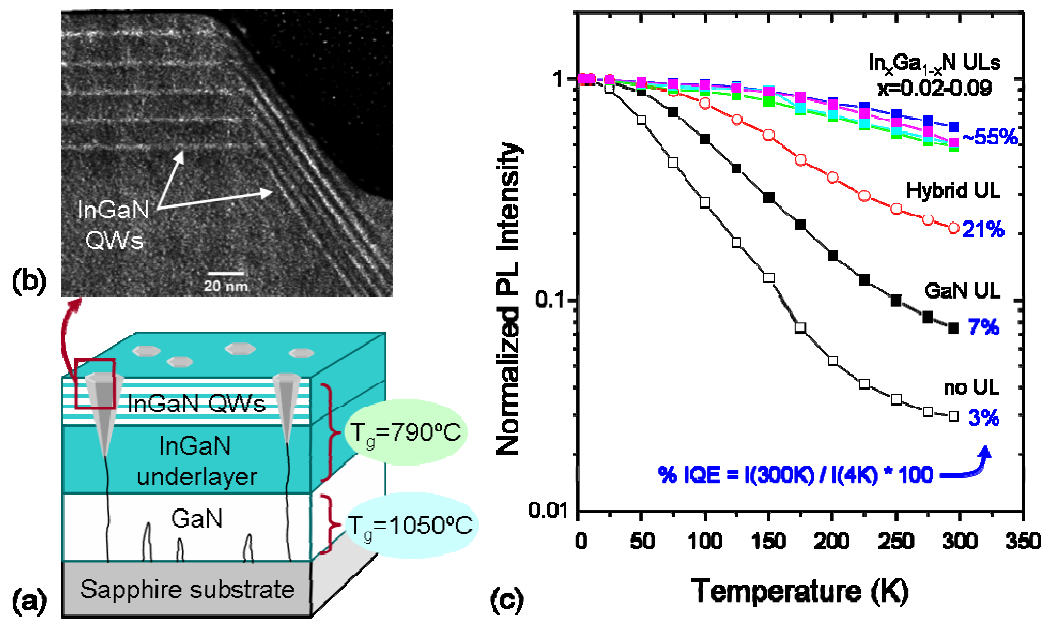 InGaN
QWs
20 nm
(b)
InGaN QWs
InGaN
underlayer
Tg=790ºC
GaN
Tg=1050ºC
Sapphire substrate
(a)
Normalized PL Intensity
1
0.1
0.01
InxGa1-xN ULs
x=0.02-0.09
~55%
Hybrid UL
21%
GaN UL
7%
no UL
3%
% IQE = I(300K) / I(4K) * 100
0 50 100 150 200 250 300 350
Temperature (K)
(c)